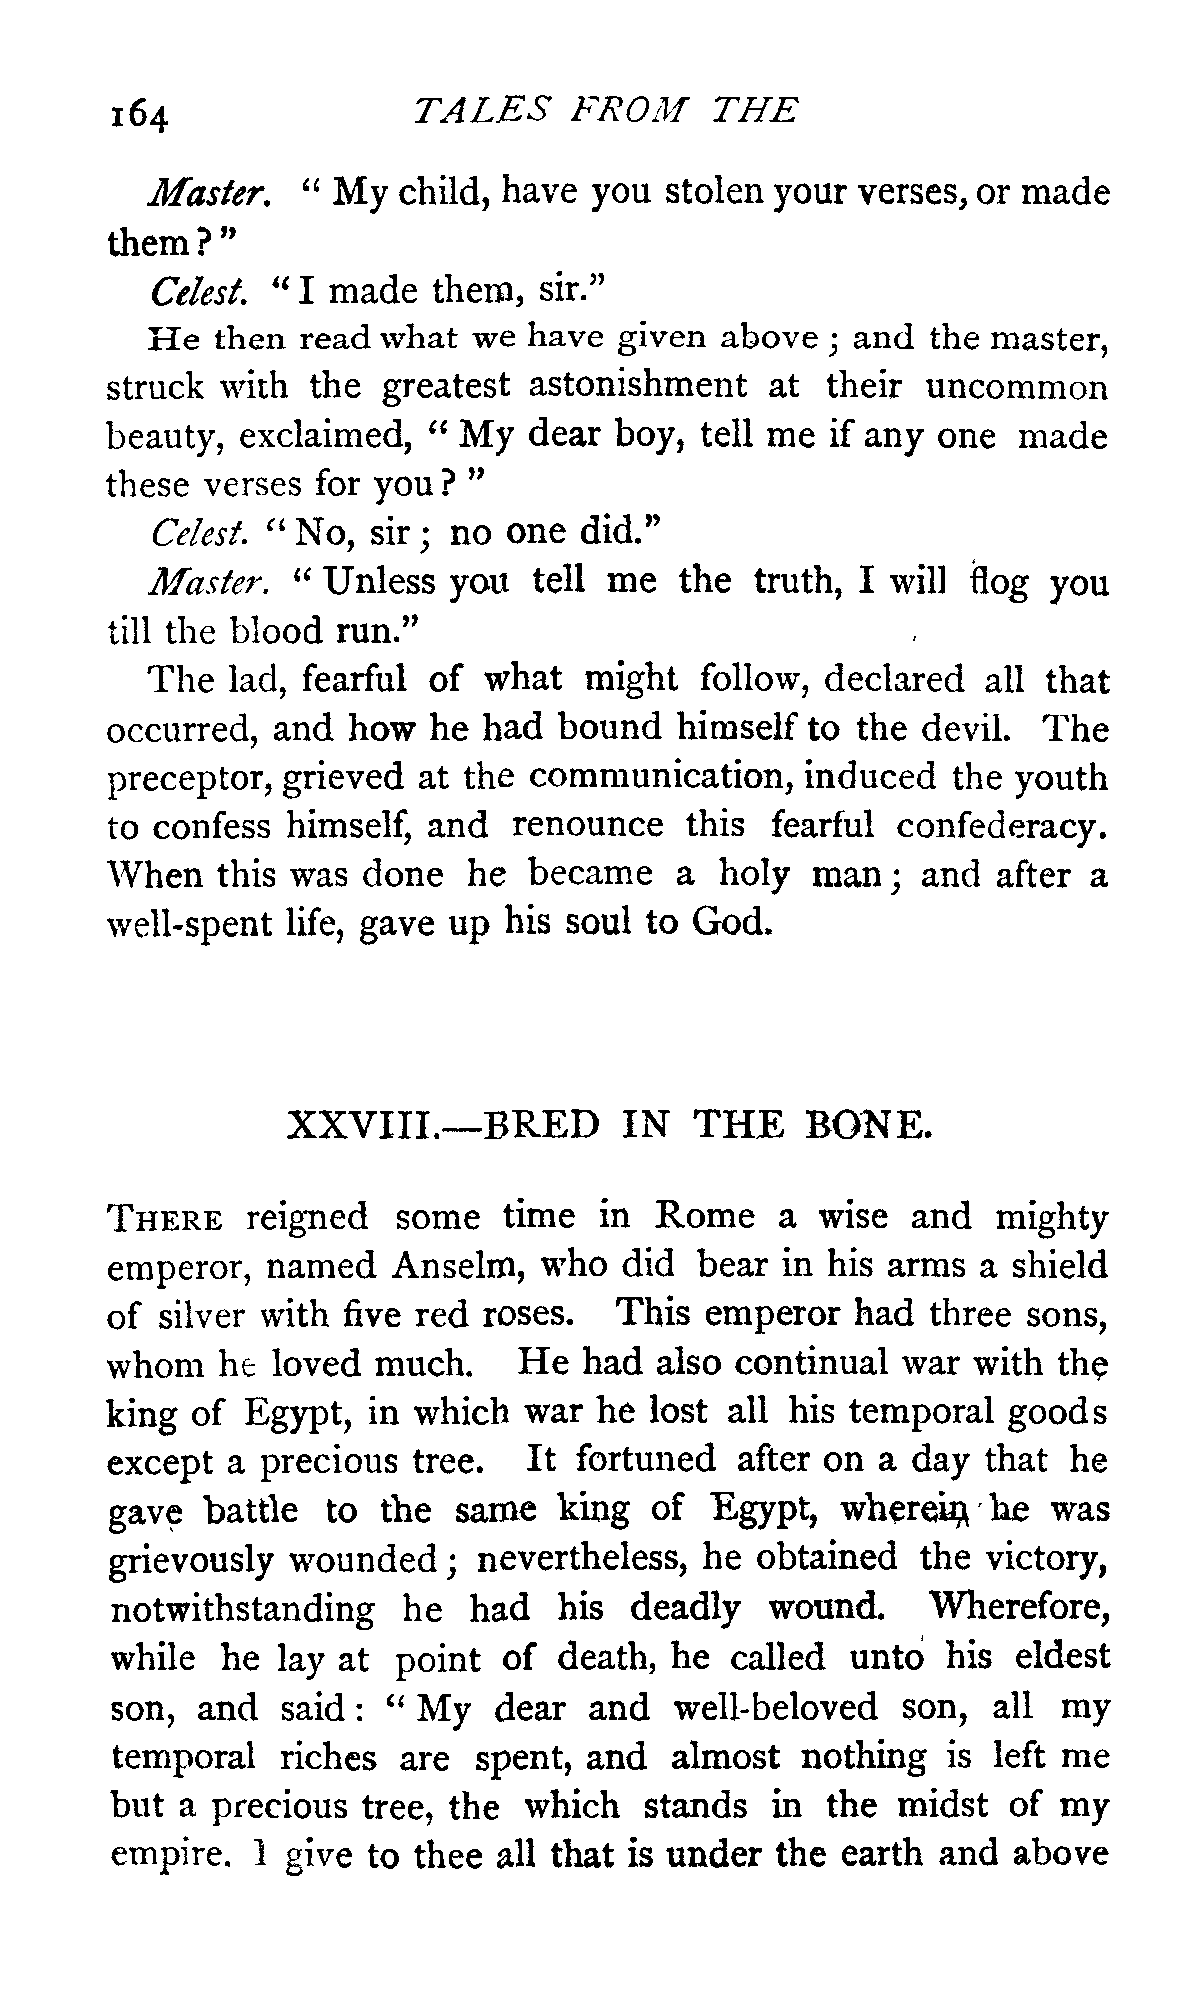 164 TALES FROM THE
Master. “ My child, have you stolen your verses, or made
them ? ”
Celest. “ I made them, sir.”
He then read what we have given above ; and the master,
struck with the greatest astonishment at their uncommon
beauty, exclaimed, “ My dear boy, tell me if any one made
these verses for you ? ”
Celest. “ No, sir ; no one did.”
Master. “ Unless you tell me the truth, I will flog you
till the blood run.”
The lad, fearful of what might follow, declared all that
occurred, and how he had bound himself to the devil. The
preceptor, grieved at the communication, induced the youth
to confess himself, and renounce this fearful confederacy.
When this was done he became a holy man ; and after a
well-spent life, gave up his soul to God.
XXVIII.—BRED IN THE BONE.
THERE reigned some time in Rome a wise and mighty
emperor, named Anselm, who did bear in his arms a shield
of silver with five red roses. This emperor had three sons,
whom he loved much. He had also continual war with the
king of Egypt, in which war he lost all his temporal goods
except a precious tree. It fortuned after on a day that he
gave battle to the same king of Egypt, wherein he was
grievously wounded ; nevertheless, he obtained the victory,
notwithstanding he had his deadly wound. Wherefore,
while he lay at point of death, he called unto his eldest
son, and said : “ My dear and well-beloved son, all my
temporal riches are spent, and almost nothing is left me
but a precious tree, the which stands in the midst of my
empire. I give to thee all that is under the earth and above